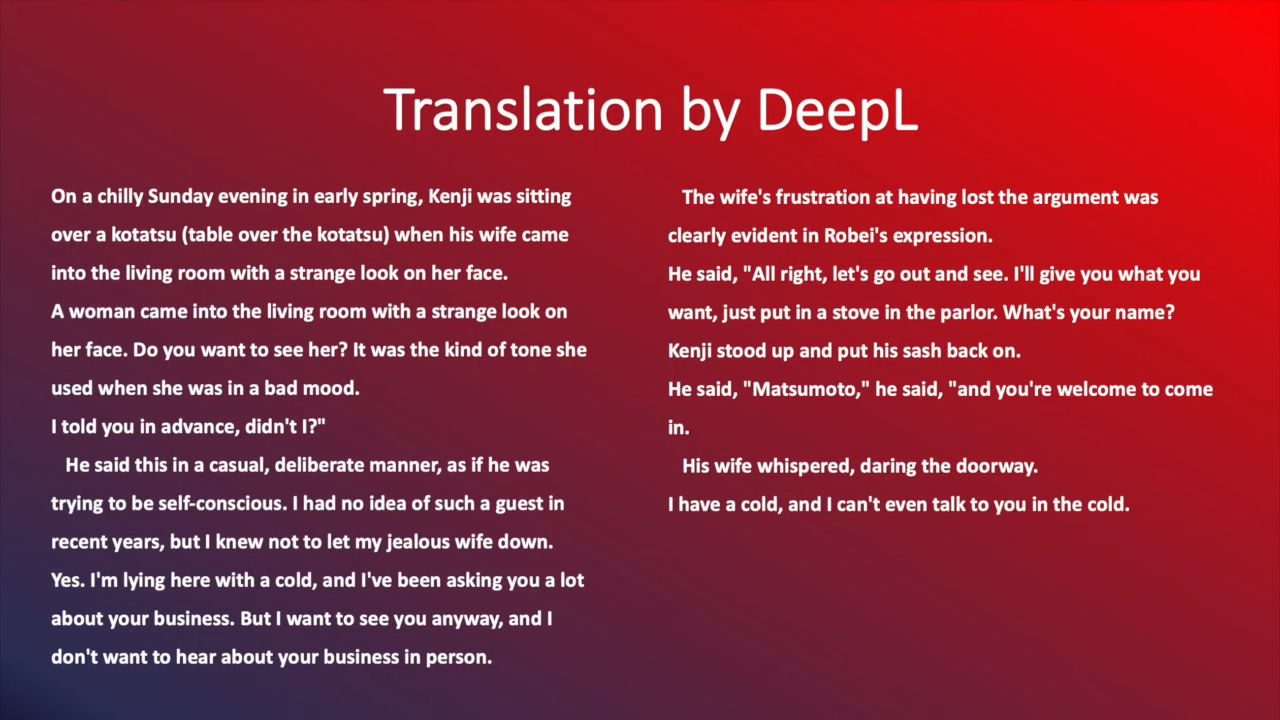 Translation by DeepL
On a chilly Sunday evening in early spring, Kenji was sitting
over a kotatsu (table over the kotatsu) when his wife came
into the living room with a strange look on her face.
A woman came into the living room with a strange look on
her face. Do you want to see her? It was the kind of tone she
used when she was in a bad mood.
I told you in advance, didn't I?"
He said this in a casual, deliberate manner, as if he was
trying to be self-conscious. I had no idea of such a guest in
recent years, but I knew not to let my jealous wife down.
Yes. I'm lying here with a cold, and I've been asking you a lot
about your business. But I want to see you anyway, and I
don't want to hear about your business in person.
The wife's frustration at having lost the argument was
clearly evident in Robei's expression.
He said, "All right, let's go out and see. I'll give you what you
want, just put in a stove in the parlor. What's your name?
Kenji stood up and put his sash back on.
He said, "Matsumoto," he said, "and you're welcome to come
in.
His wife whispered, daring the doorway.
I have a cold, and I can't even talk to you in the cold.